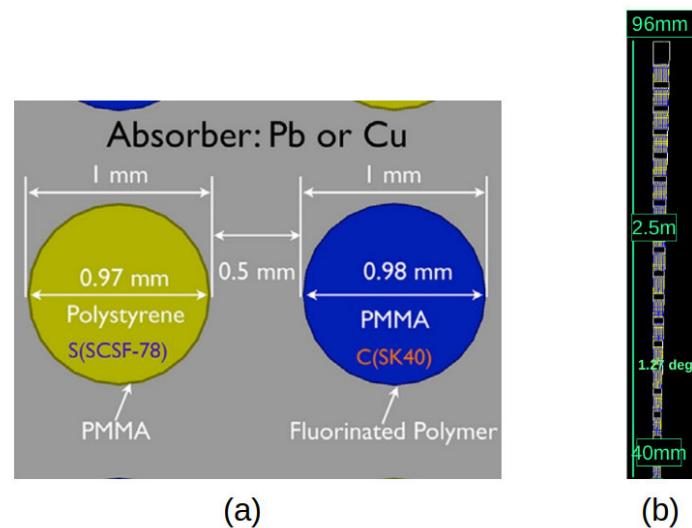 Absorber: Pb or Cu
1 mm
1 mm
0.5 mm
0.97 mm
Polystyrene
S(SCSF-78)
0.98 mm
PMMA
C(SK40)
PMMA
Fluorinated Polymer
(a)
96mm
2.5m
1.27 deg
40mm
(b)